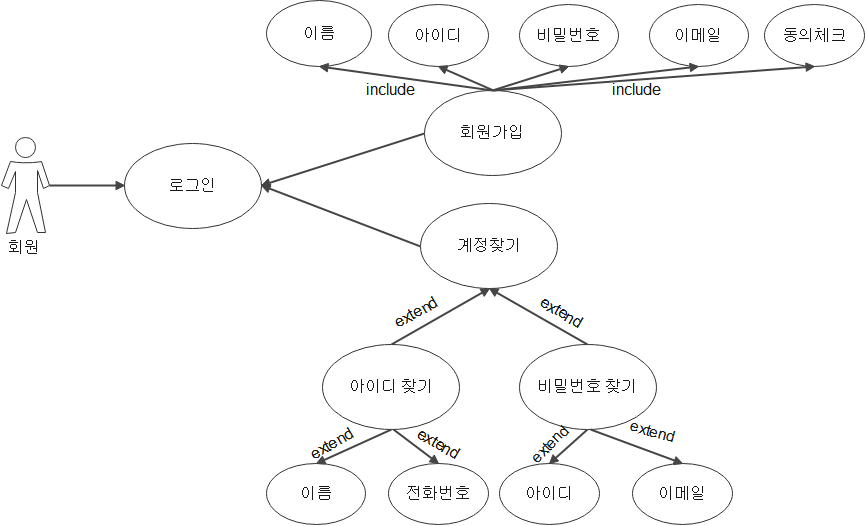 이름
아이디
비밀번호
이메일
동의체크
include
include
회원가입
로그인
회원
계정찾기
extend
extend
아이디 찾기
비밀번호 찾기
extend
extend
extend
extend
이름
전화번호
아이디
이메일